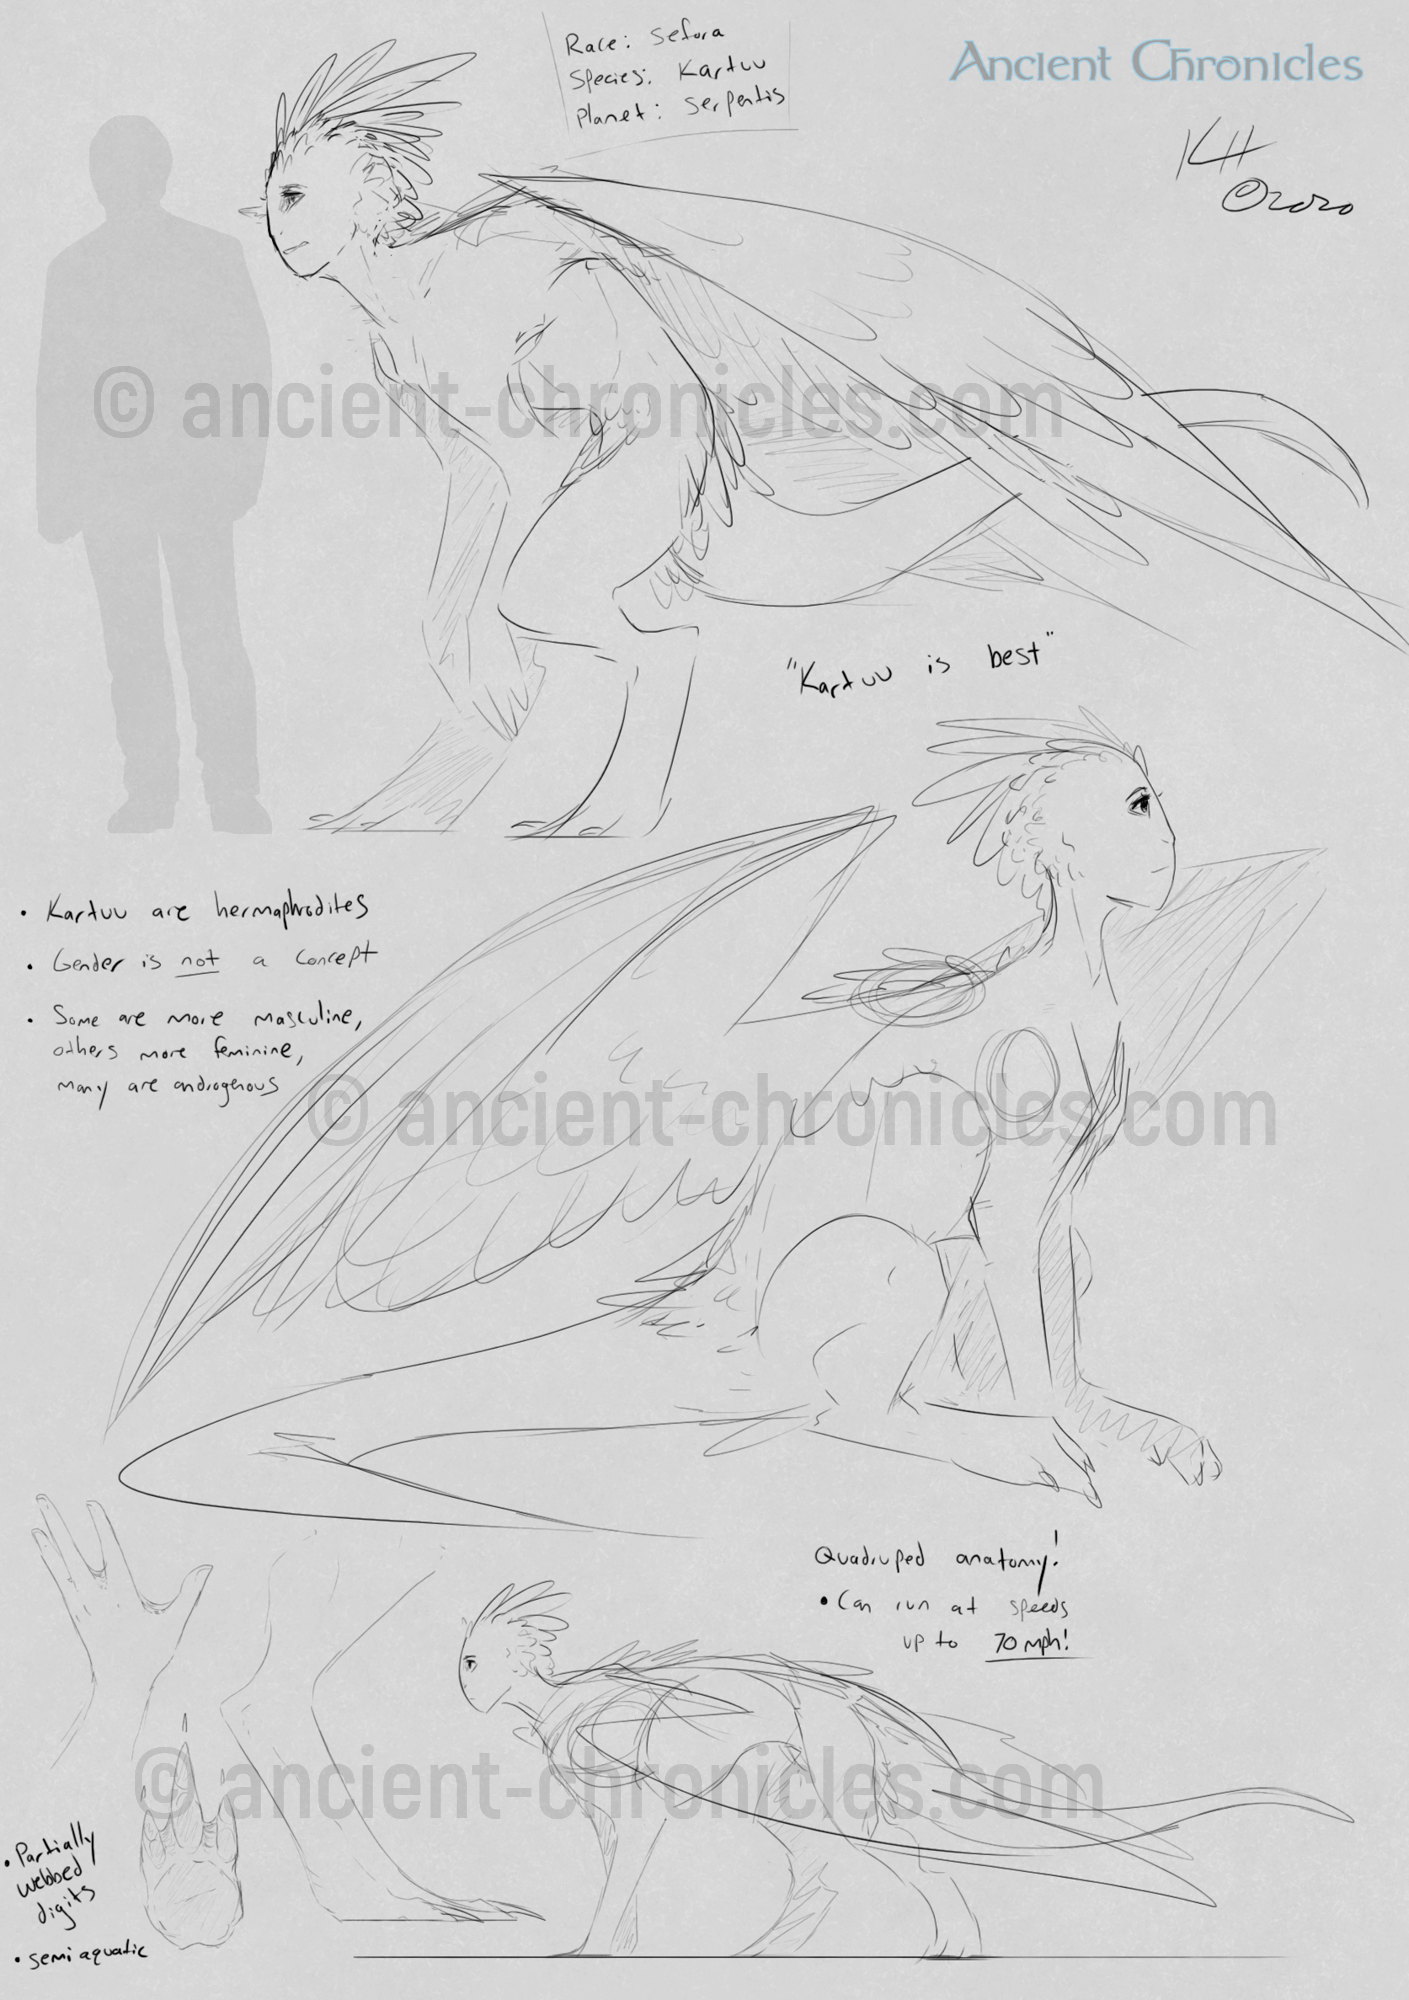 Race: Sefora
Species: Kartuu
Planet: Serpentis
Ancient Chronicles
KH
©2020
© ancient-chronicles.com
"Kartuu is best"
• Kartuu are hermaphrodites
• Gender is not a concept
• Some are more masculine,
others more feminine,
many are androgenous
© ancient-chronicles.com
Quadruped anatomy!
• Can run at speeds
up to 70mph!
© ancient-chronicles.com
• Partially
webbed
digits
• semi aquatic